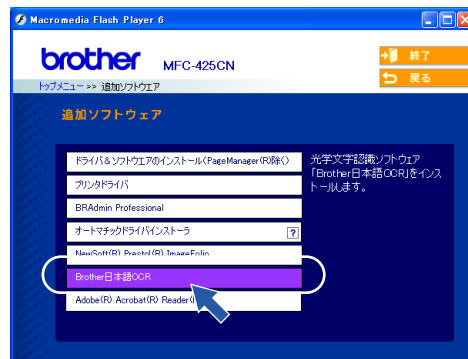 Macromedia Flash Player 6
brother MFC-425CN
終了
戻る
トップメニュー >> 追加ソフトウエア
追加ソフトウェア
ドライバ&ソフトウエアのインストール(PageManager(R)除く)
プリンタドライバ
BRAdmin Professional
オートマチックドライバインストーラ ?
NewSoft(R) Presto!(R) ImageFolio
Brother日本語OCR
Adobe(R) Acrobat(R) Reader(
光学文字認識ソフトウェア
「Brother日本語OCR」をインス
トールします。